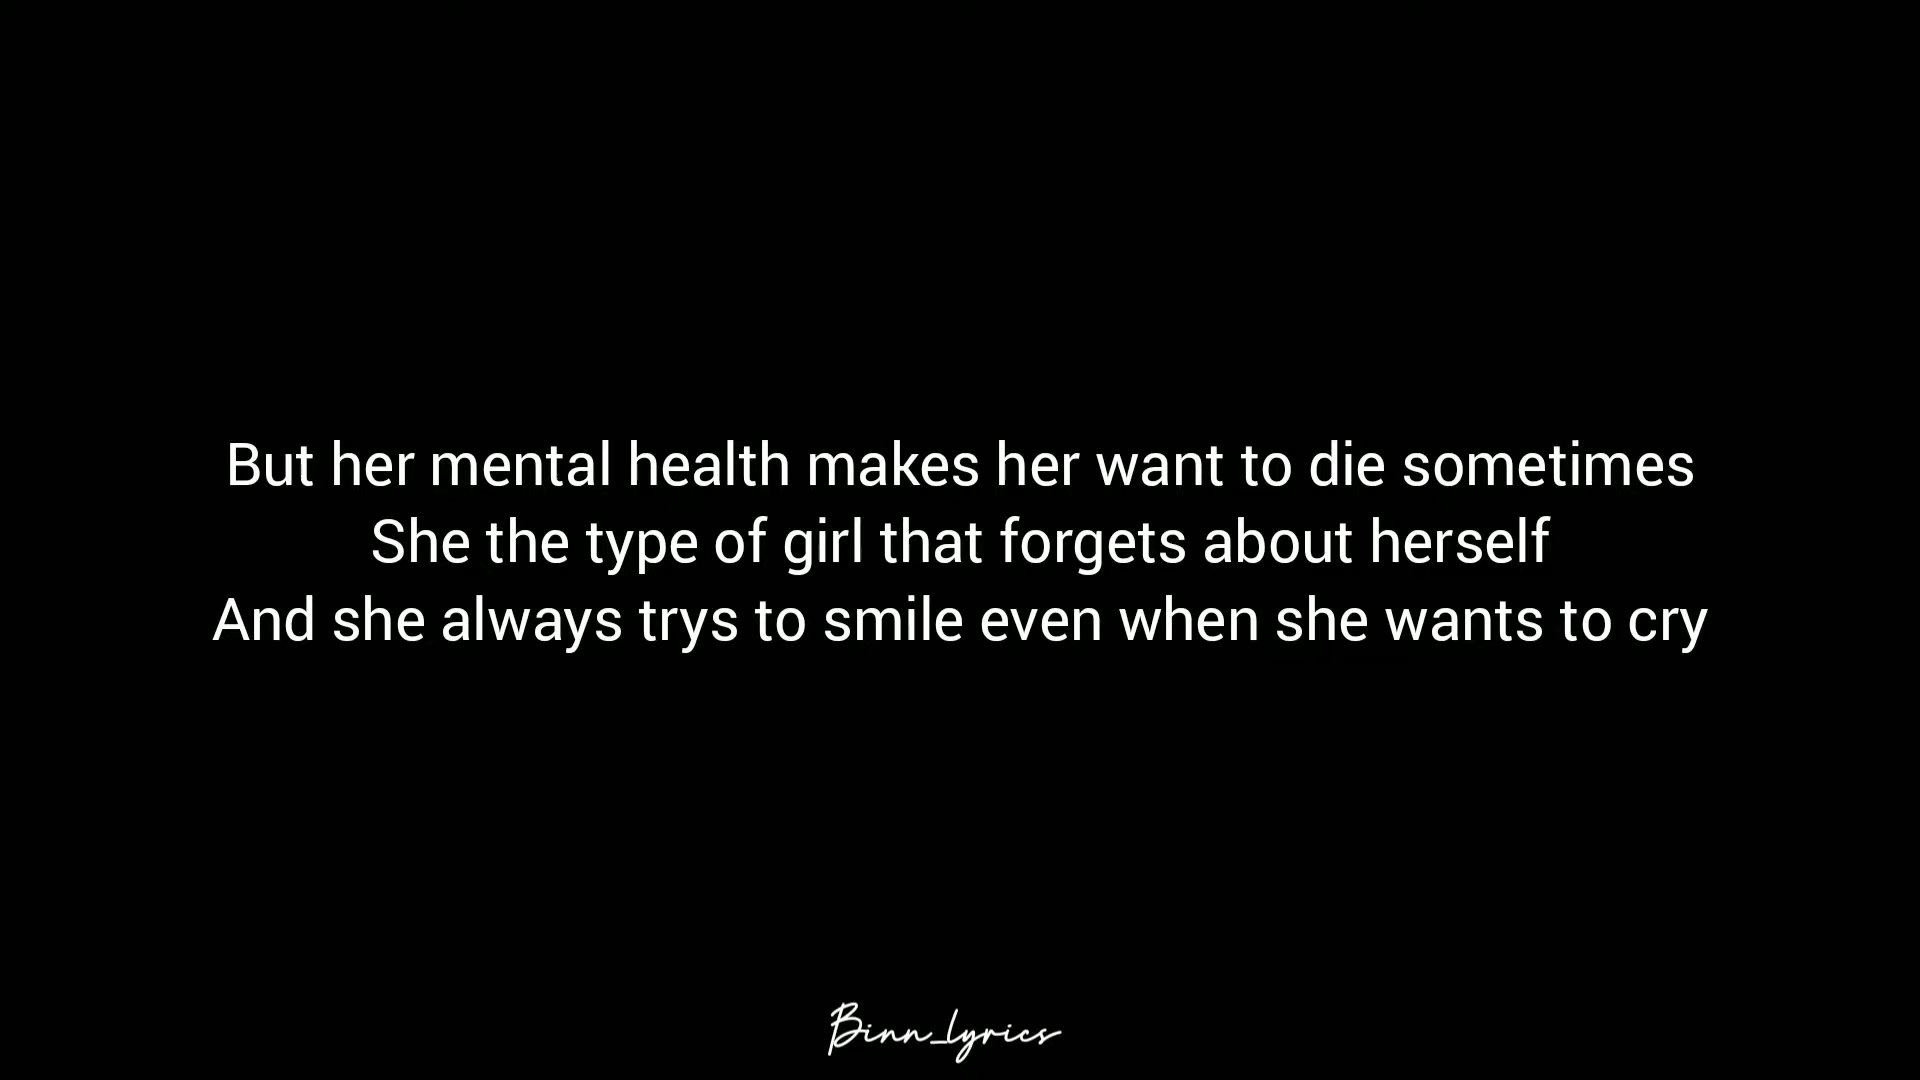 But her mental health makes her want to die sometimes
She the type of girl that forgets about herself
And she always trys to smile even when she wants to cry
Binn_lyrics